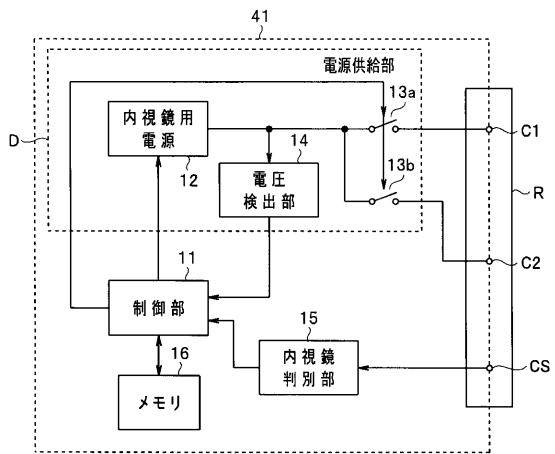 41
電源供給部
13a
内視鏡用
電源
12
14
電圧
検出部
13b
C1
D
R
C2
11
制御部
15
内視鏡
判別部
16
メモリ
CS